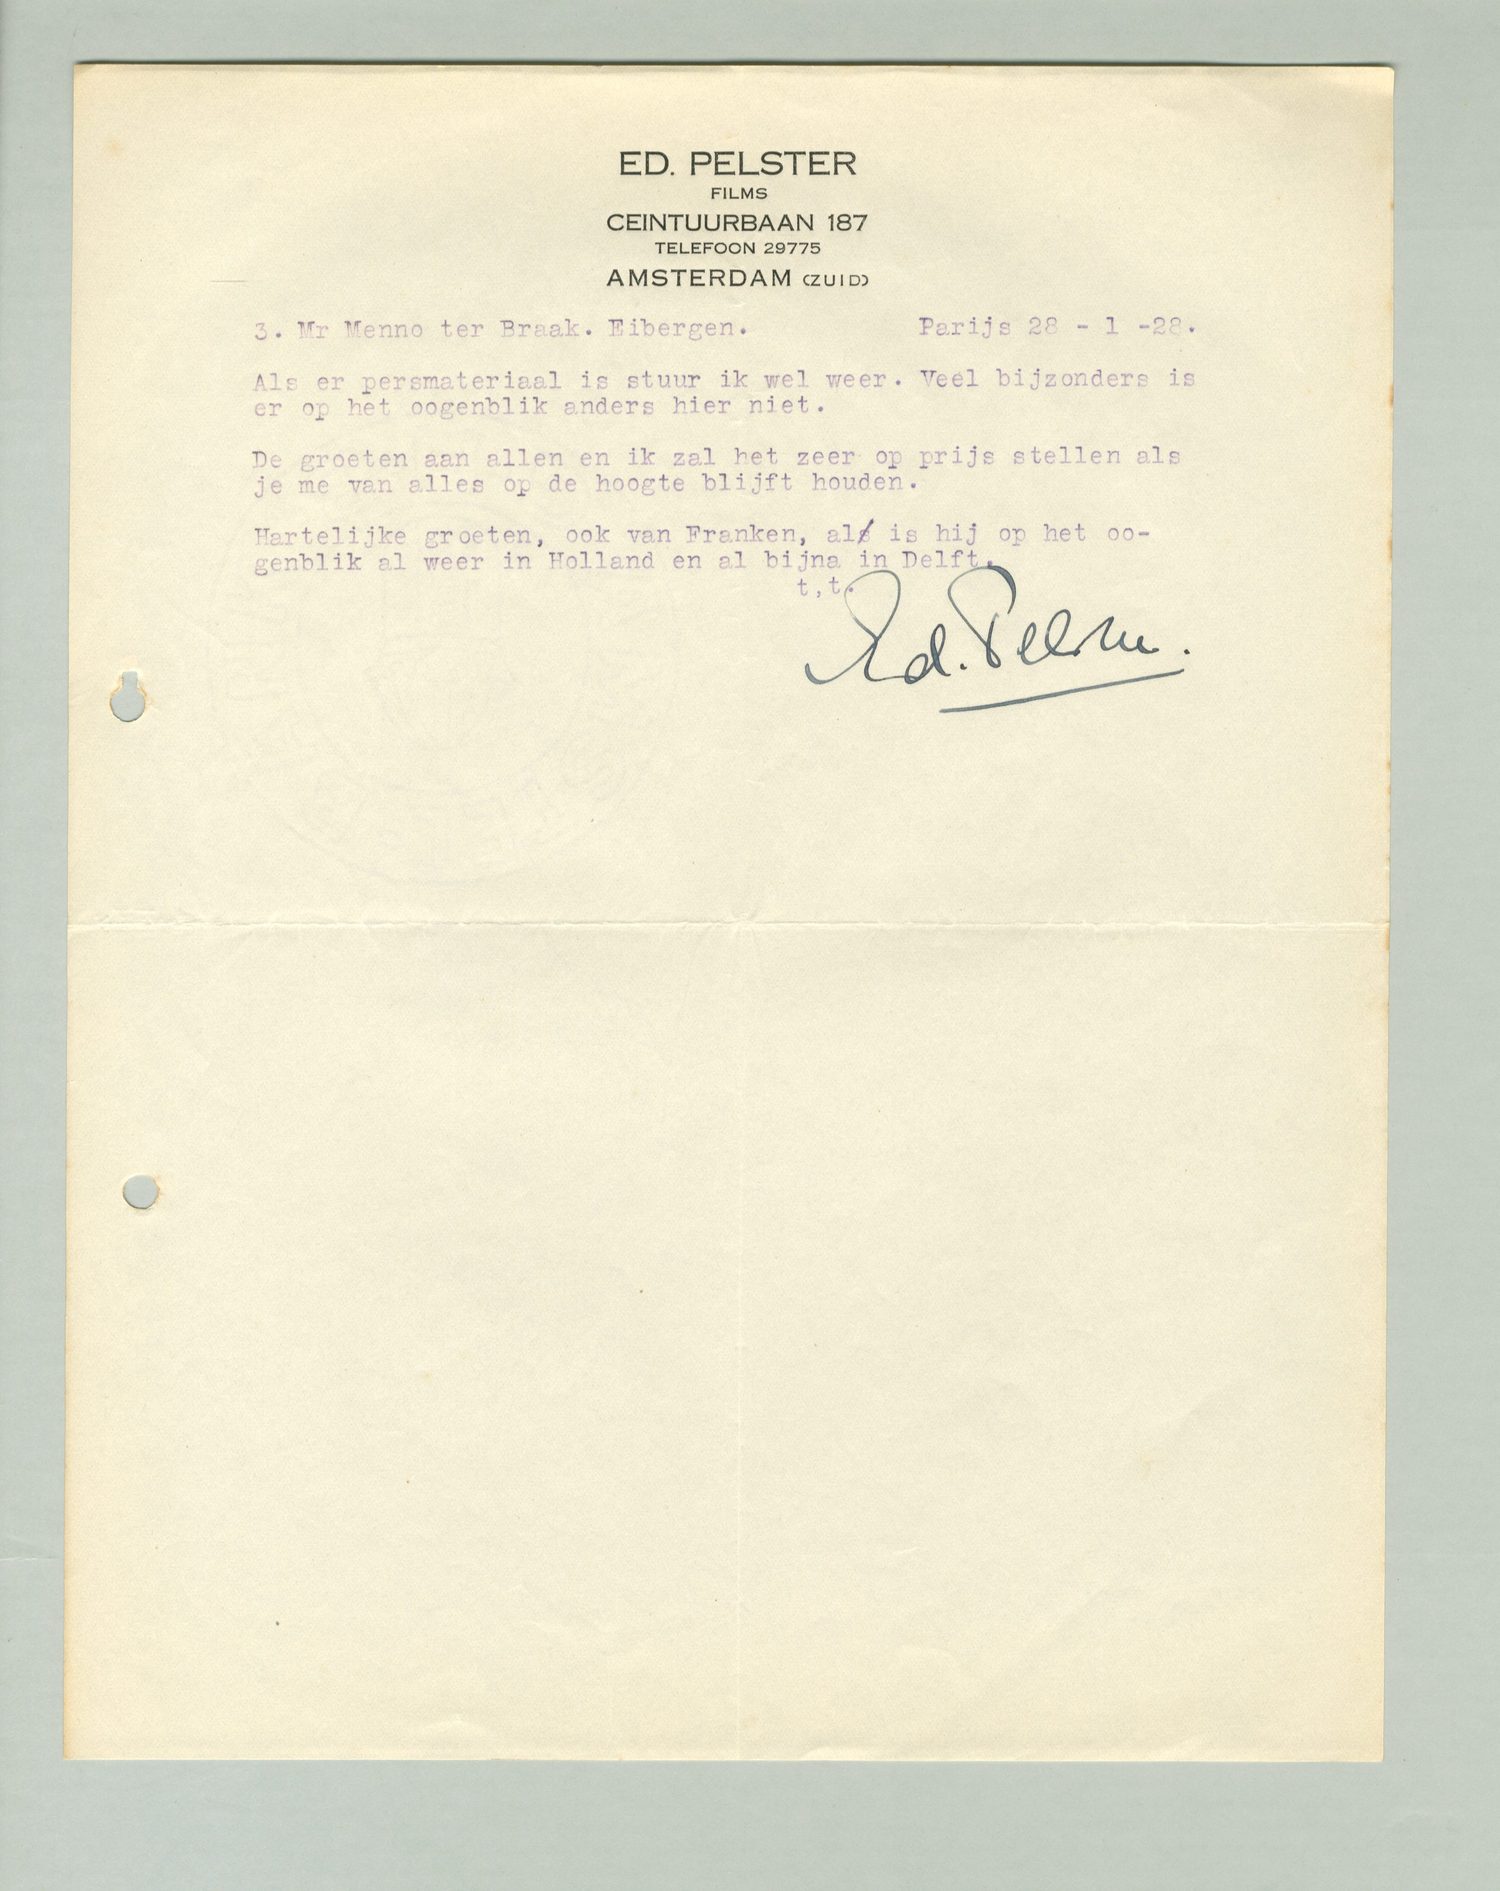 ED. PELSTER
FILMS
CEINTUURBAAN 187
TELEFOON 29775
AMSTERDAM (ZUID)
3. Mr Menno ter Braak. Eibergen. Parijs 28 - 1 -28.
Als er persmateriaal is stuur ik wel weer. Veel bijzonders is
er op het oogenblik anders hier niet.
De groeten aan allen en ik zal het zeer op prijs stellen als
je me van alles op de hoogte blijft houden.
Hartelijke groeten, ook van Franken, al is hij op het oo-
genblik al weer in Holland en al bijna in Delft.
t.t.
Ed. Pelster.